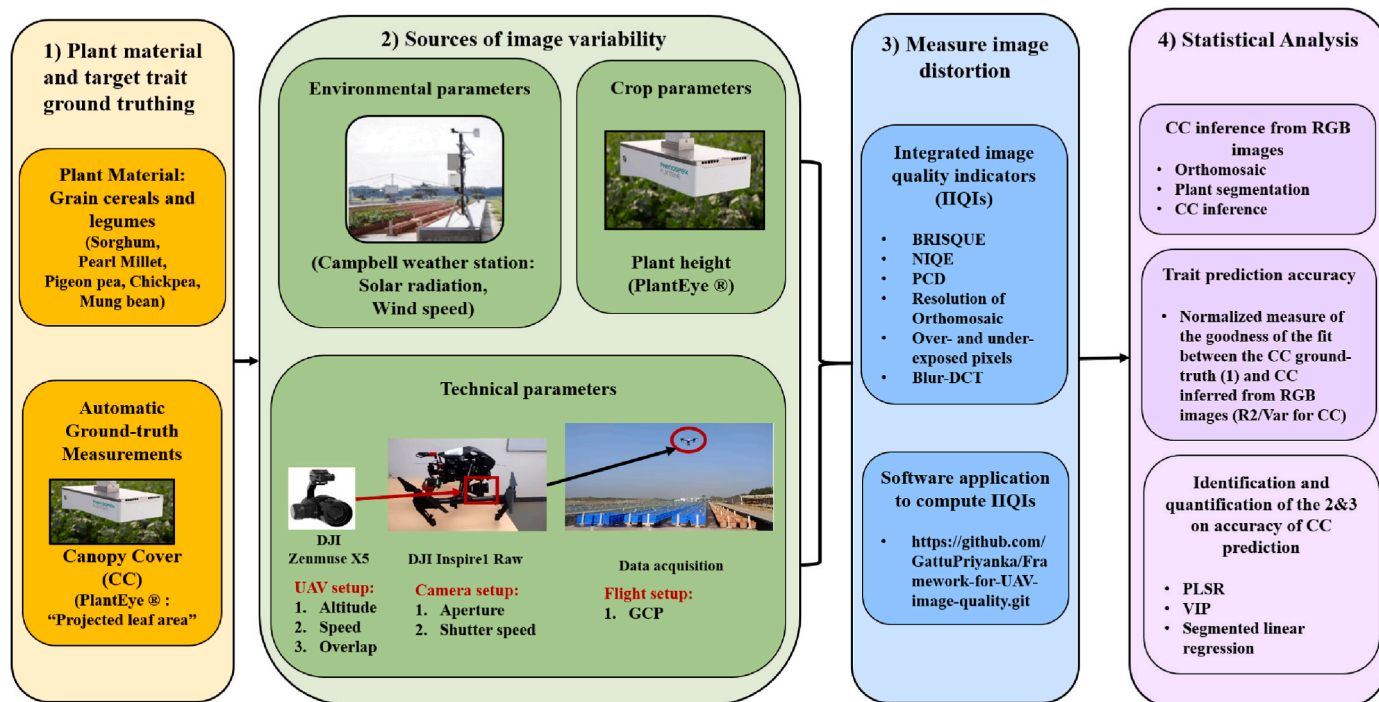 1) Plant material
and target trait
ground truthing
Plant Material:
Grain cereals and
legumes
(Sorghum,
Pearl Millet,
Pigeon pea, Chickpea,
Mung bean)
Automatic
Ground-truth
Measurements
Canopy Cover
(CC)
(PlantEye ® :
“Projected leaf area”
2) Sources of image variability
Environmental parameters
(Campbell weather station:
Solar radiation,
Wind speed)
Crop parameters
Plant height
(PlantEye ®)
Technical parameters
DJI
Zenmuse X5
DJI Inspire1 Raw
Data acquisition
UAV setup:
1. Altitude
2. Speed
3. Overlap
Camera setup:
1. Aperture
2. Shutter speed
Flight setup:
1. GCP
3) Measure image
distortion
Integrated image
quality indicators
(IIQIs)
• BRISQUE
• NIQE
• PCD
• Resolution of
Orthomosaic
• Over- and under-
exposed pixels
• Blur-DCT
Software application
to compute IIQIs
• https://github.com/
GattuPriyanka/Fra
mework-for-UAV-
image-quality.git
4) Statistical Analysis
CC inference from RGB
images
• Orthomosaic
• Plant segmentation
• CC inference
Trait prediction accuracy
• Normalized measure of
the goodness of the fit
between the CC ground-
truth (1) and CC
inferred from RGB
images (R2/Var for CC)
Identification and
quantification of the 2&3
on accuracy of CC
prediction
• PLSR
• VIP
• Segmented linear
regression